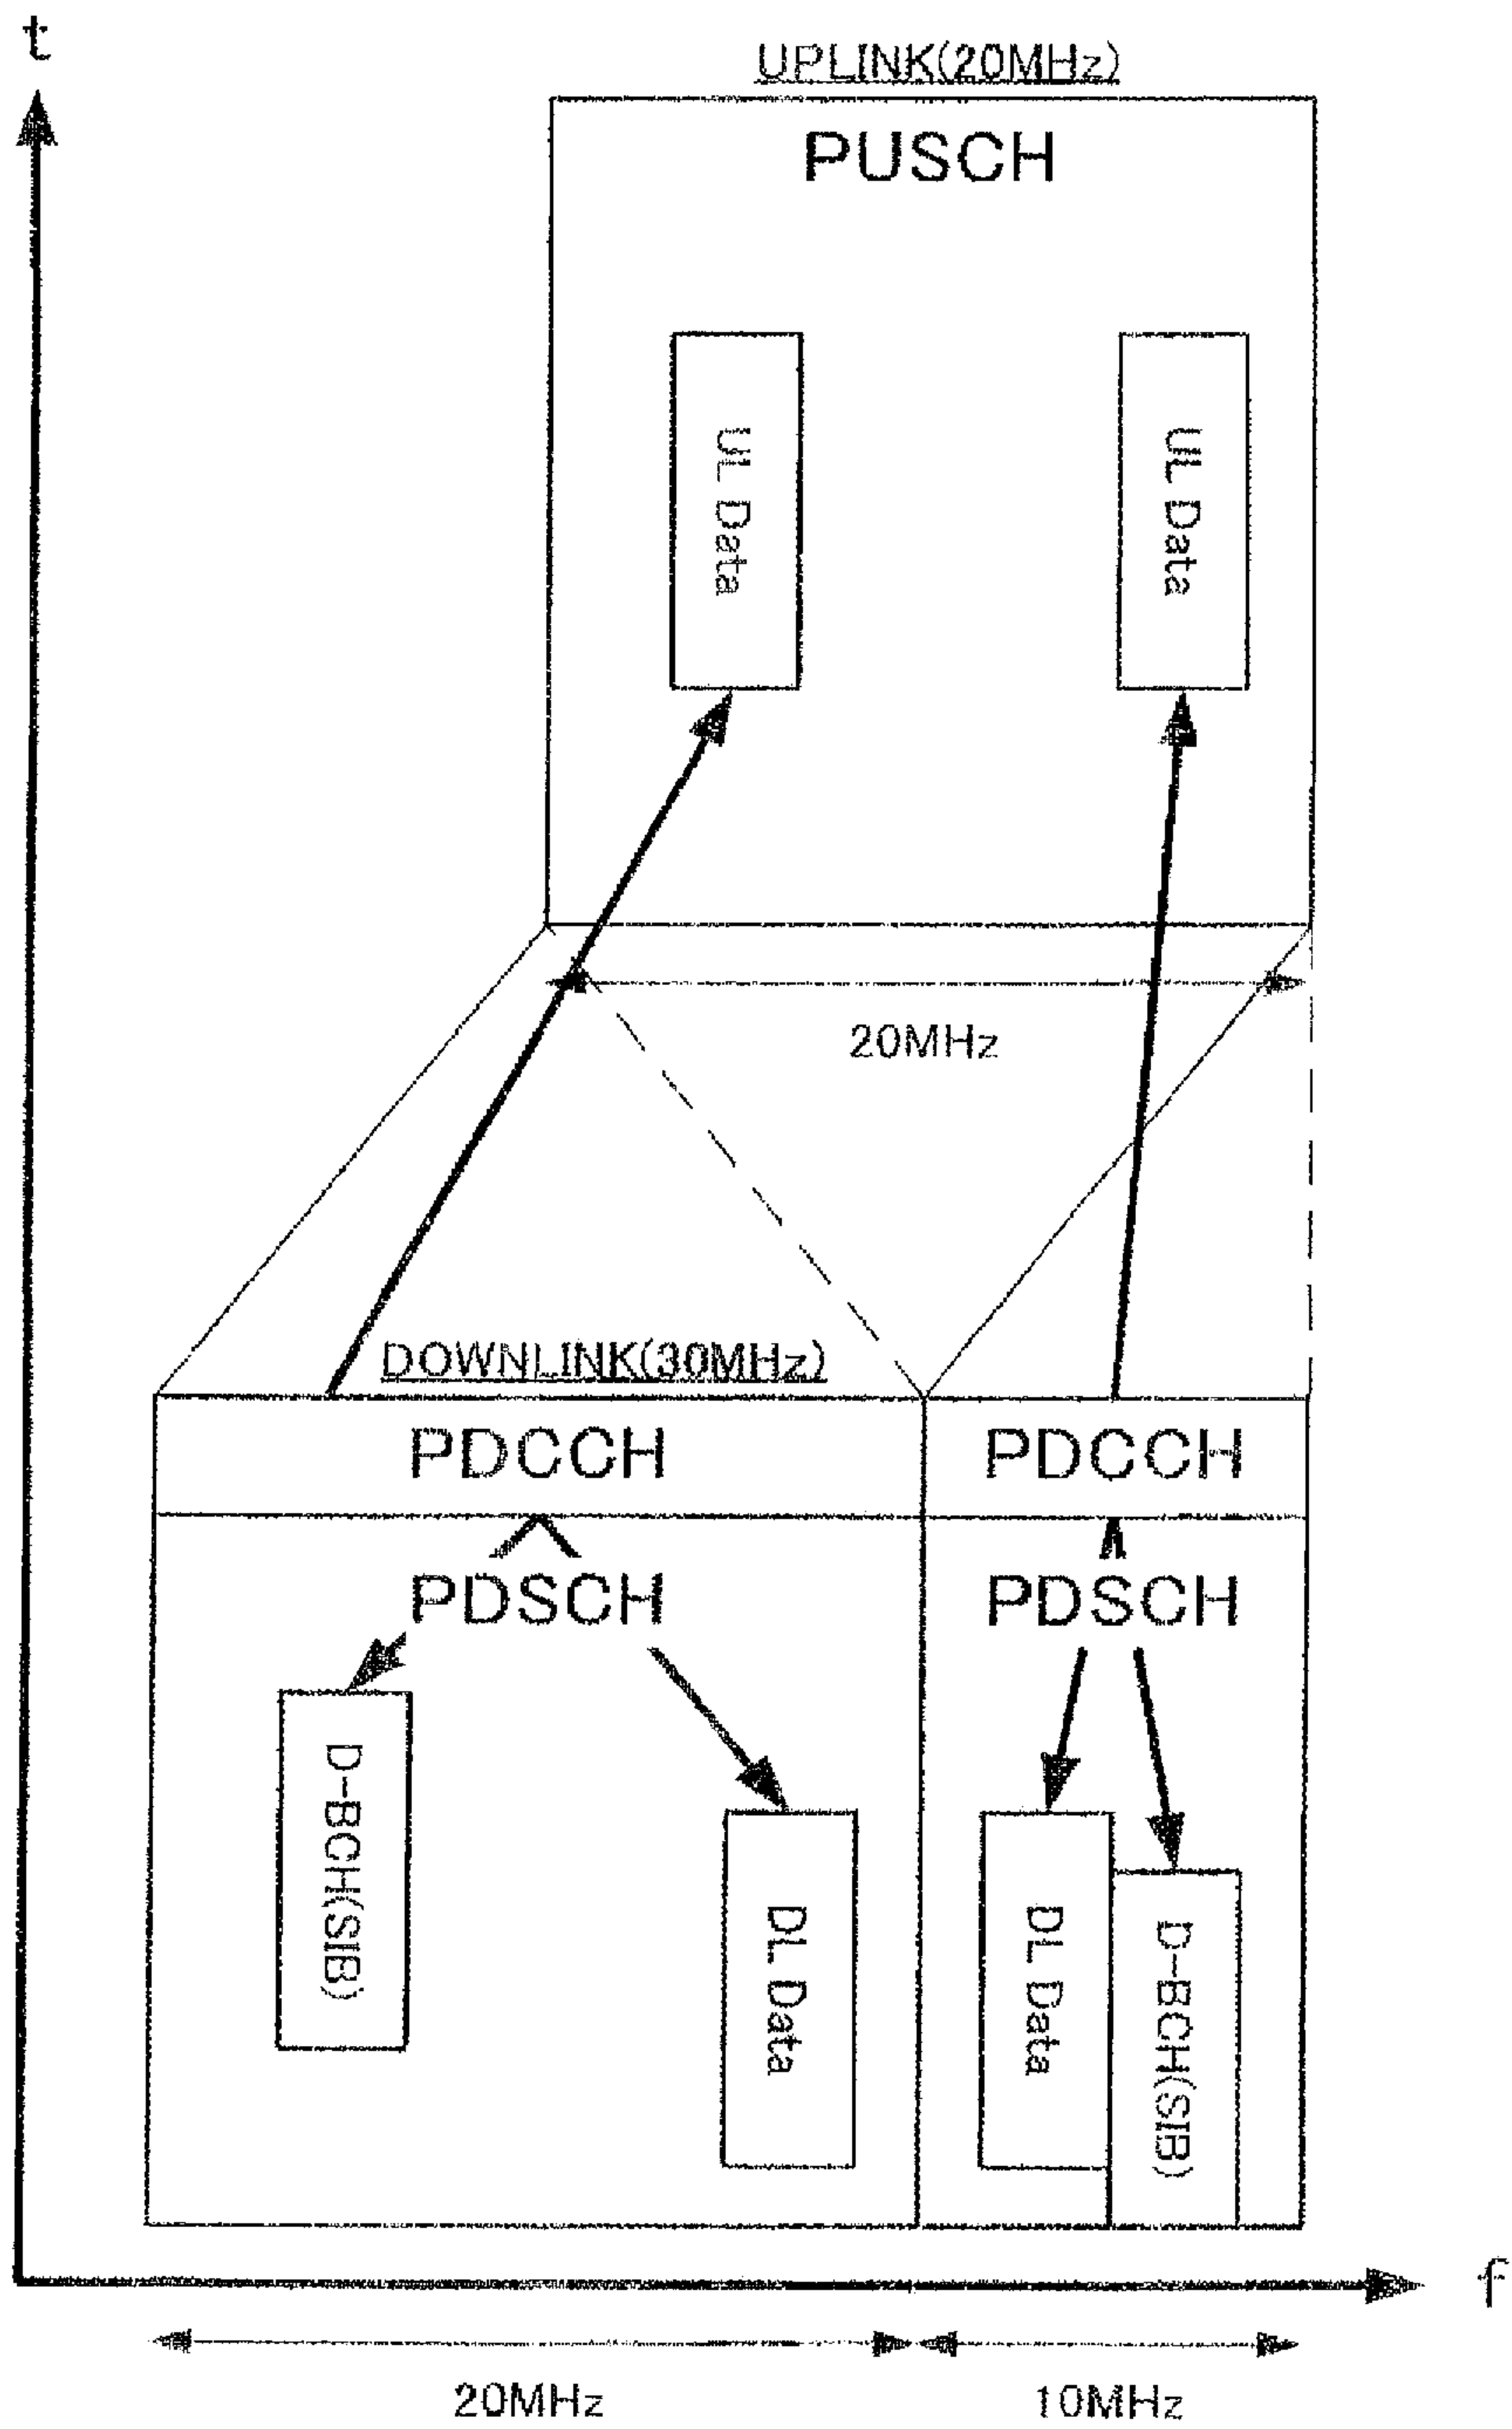 t
UPLINK(20MHz)
PUSCH
UL Data
UL Data
20MHz
DOWNLINK(30MHz)
PDCCH
PDCCH
PDSCH
PDSCH
D-BCH(SIB)
DL Data
DL Data
D-BCH(SIB)
f
20MHz
10MHz